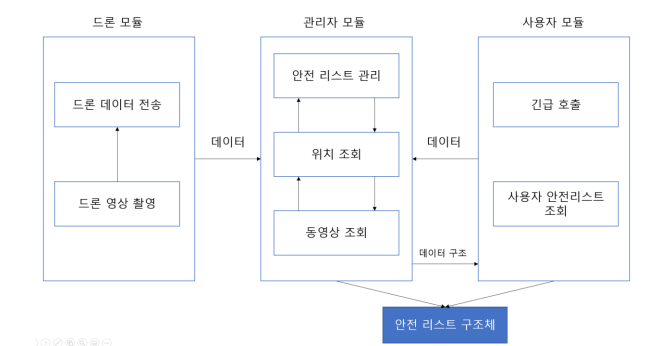 드론 모듈
관리자 모듈
사용자 모듈
안전 리스트 관리
드론 데이터 전송
긴급 호출
데이터
위치 조회
데이터
드론 영상 촬영
사용자 안전리스트
조회
동영상 조회
데이터 구조
안전 리스트 구조체